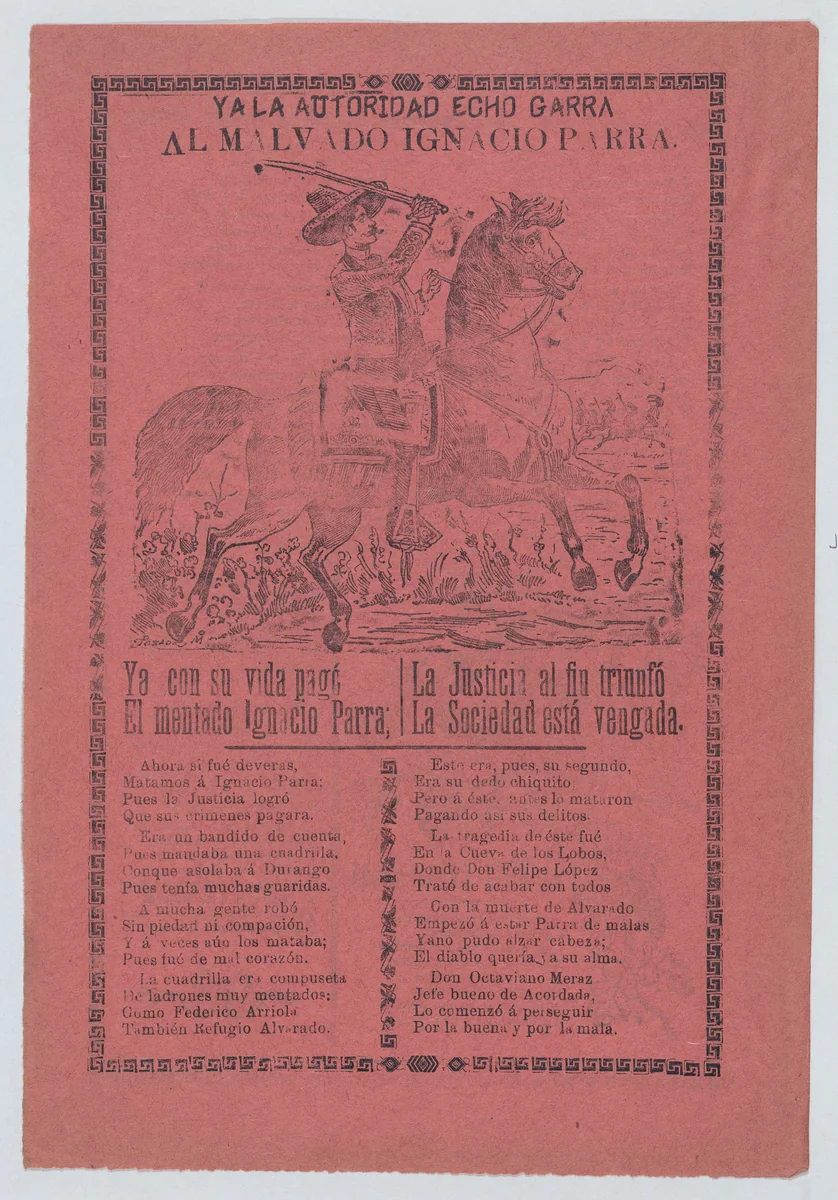 YA LA AUTORIDAD ECHO GARRA
AL MALVADO IGNACIO PARRA.
POSADA
Ya con su vida pagó
El mentado Ignacio Parra;
La Justicia al fin triunfó
La Sociedad está vengada.
Ahora si fué deveras,
Matamos á Ignacio Parra;
Pues la Justicia logró
Que sus crimenes pagara.
Era un bandido de cuenta,
Pues mandaba una cuadrilla,
Conque asolaba á Durango
Pues tenía muchas guaridas.
A mucha gente robó
Sin piedad ni compación,
Y á veces aún los mataba;
Pues fué de mal corazón.
La cuadrilla era compuseta
De ladrones muy mentados;
Como Federico Arriola
También Refugio Alvarado.
Este era, pues, su segundo,
Era su dedo chiquito
Pero á éste, antes lo mataron
Pagando asi sus delitos.
La tragedia de éste fué
En la Cueva de los Lobos,
Donde Don Felipe López
Trató de acabar con todos
Con la muerte de Alvarado
Empezó á estar Parra de malas
Yano pudo alzar cabeza;
El diablo quería ya su alma.
Don Octaviano Meraz
Jefe bueno de Acordada,
Lo comenzó á perseguir
Por la buena y por la mala.